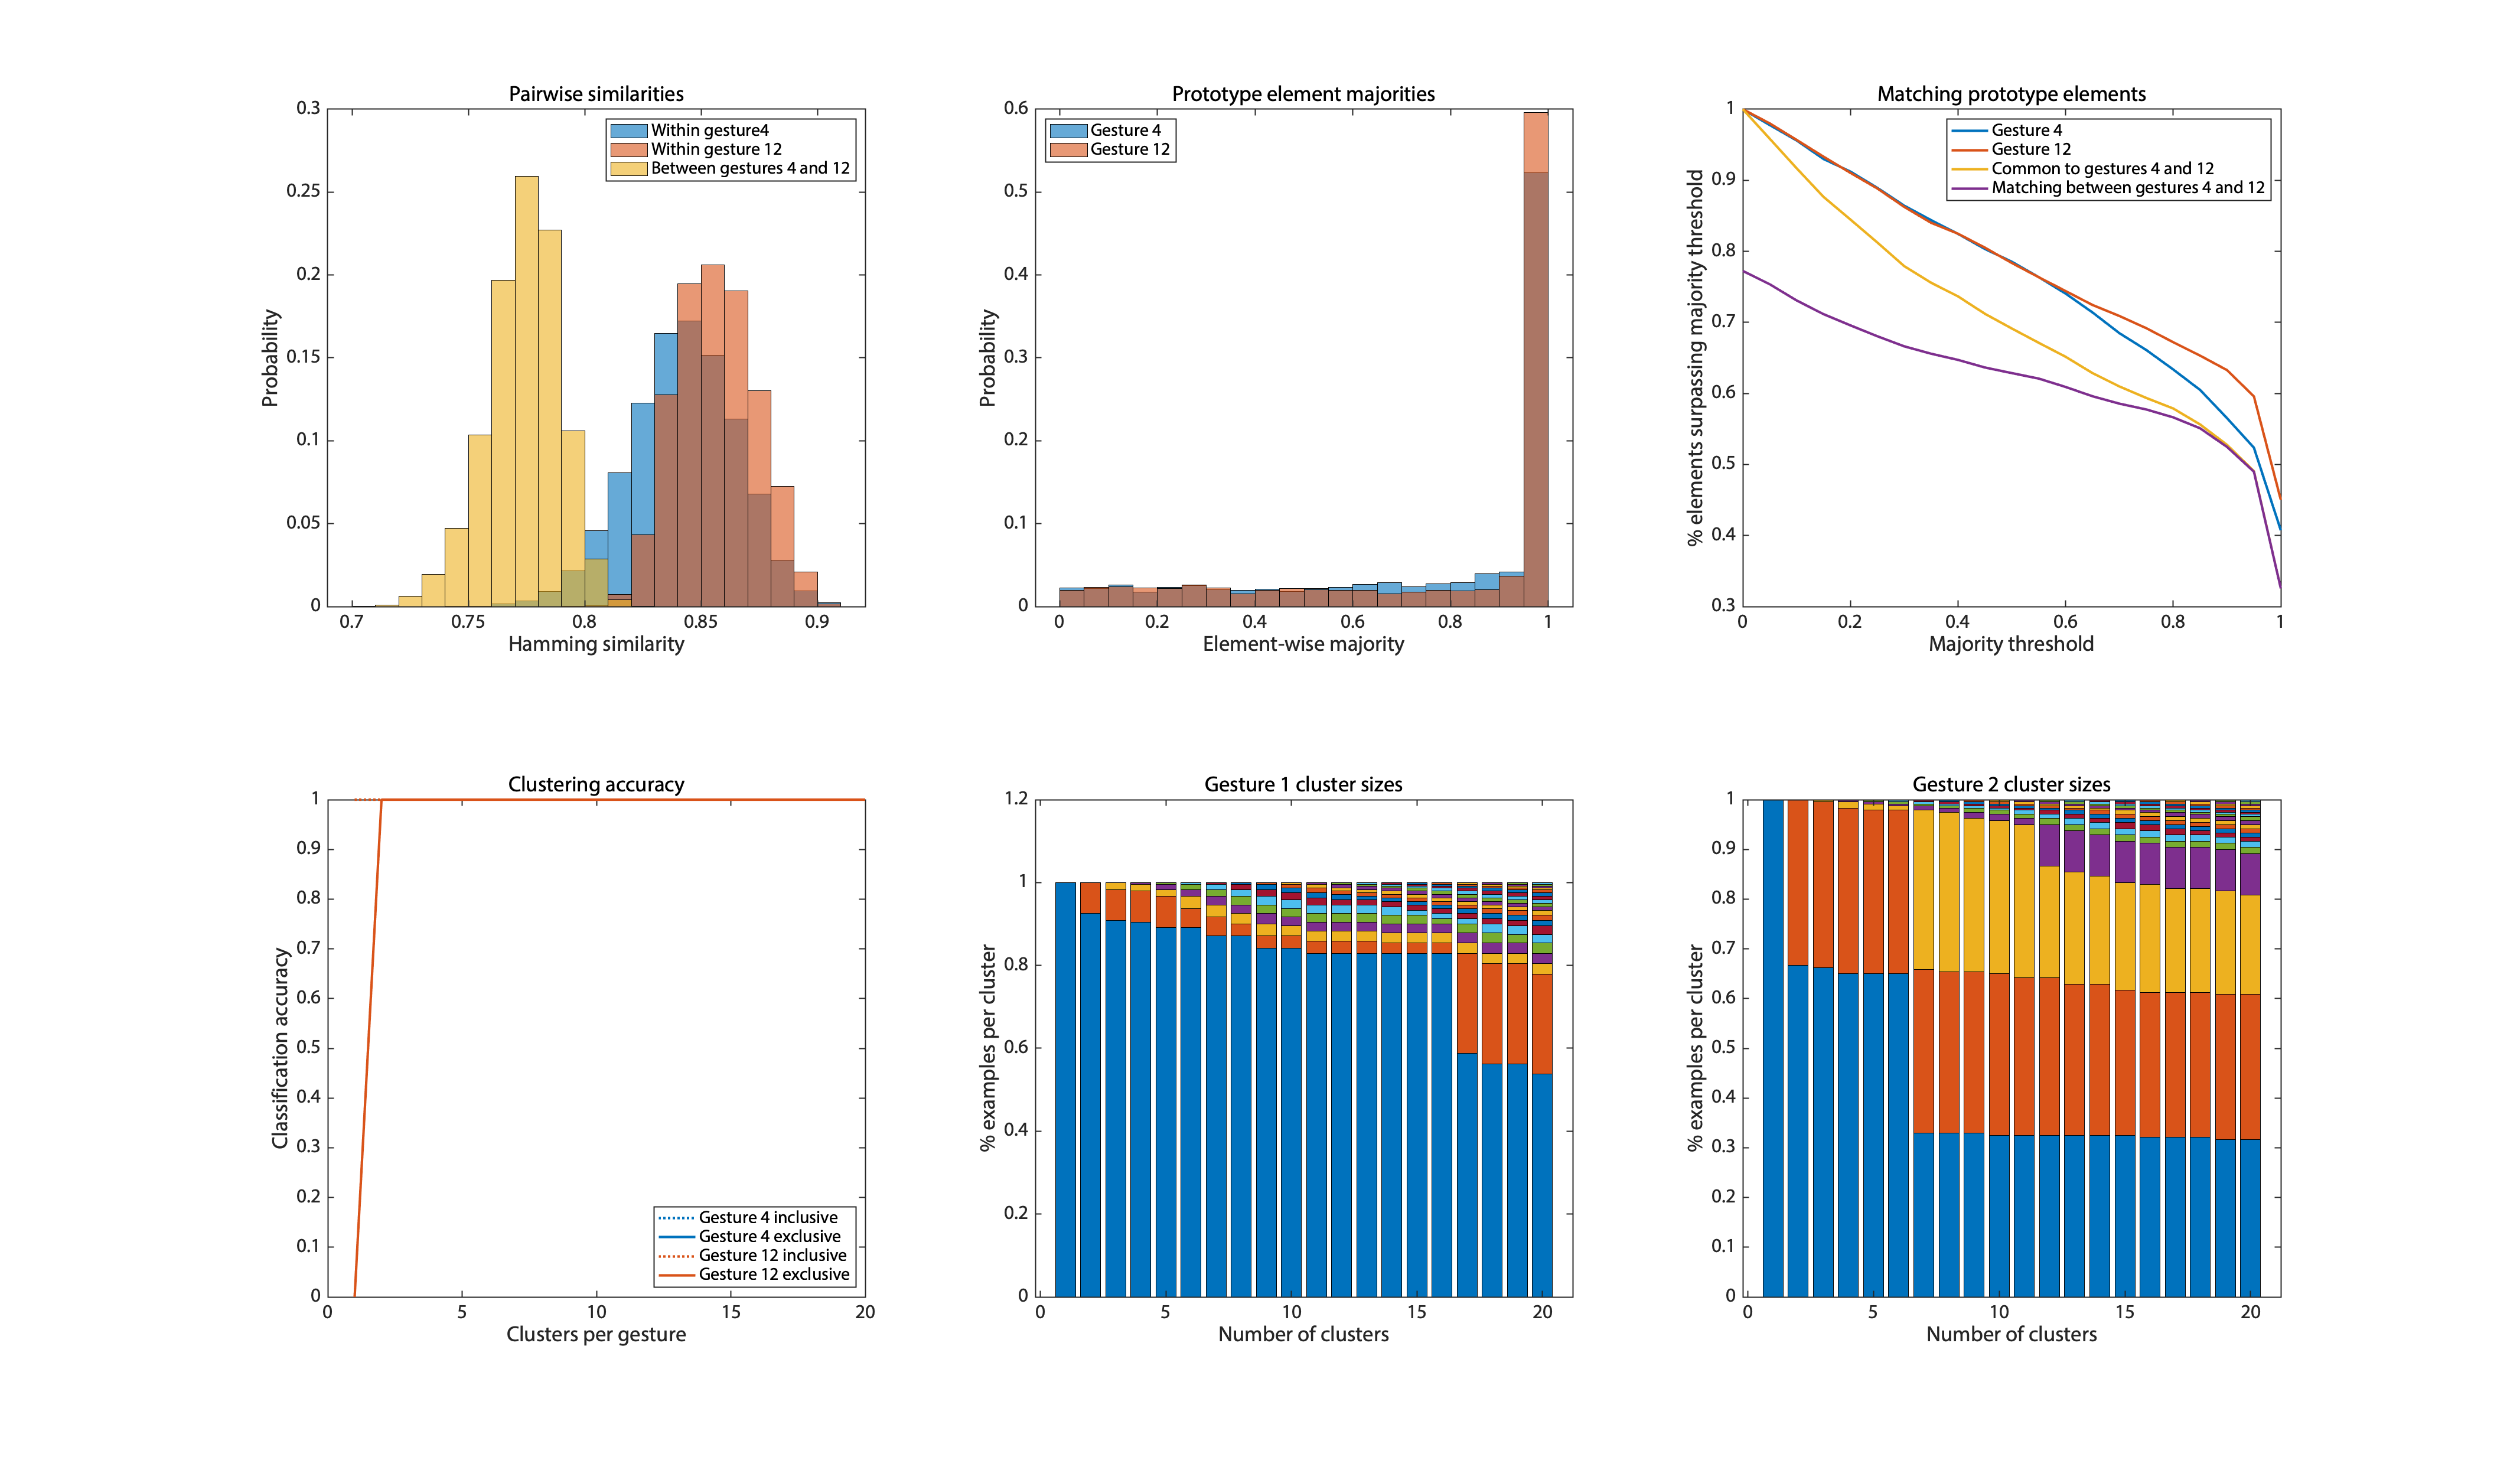 Pairwise similarities
0.3
0.25
0.2
0.15
0.1
0.05
0
Probability
Within gesture4
Within gesture 12
Between gestures 4 and 12
0.7 0.75 0.8 0.85 0.9
Hamming similarity
Prototype element majorities
0.6
0.5
0.4
0.3
0.2
0.1
0
Probability
Gesture 4
Gesture 12
0 0.2 0.4 0.6 0.8 1
Element-wise majority
Matching prototype elements
1
0.9
0.8
0.7
0.6
0.5
0.4
0.3
% elements surpassing majority threshold
Gesture 4
Gesture 12
Common to gestures 4 and 12
Matching between gestures 4 and 12
0 0.2 0.4 0.6 0.8 1
Majority threshold
Clustering accuracy
1
0.9
0.8
0.7
0.6
0.5
0.4
0.3
0.2
0.1
0
Classification accuracy
Gesture 4 inclusive
Gesture 4 exclusive
Gesture 12 inclusive
Gesture 12 exclusive
0 5 10 15 20
Clusters per gesture
Gesture 1 cluster sizes
1.2
1
0.8
0.6
0.4
0.2
0
% examples per cluster
0 5 10 15 20
Number of clusters
Gesture 2 cluster sizes
1
0.9
0.8
0.7
0.6
0.5
0.4
0.3
0.2
0.1
0
% examples per cluster
0 5 10 15 20
Number of clusters